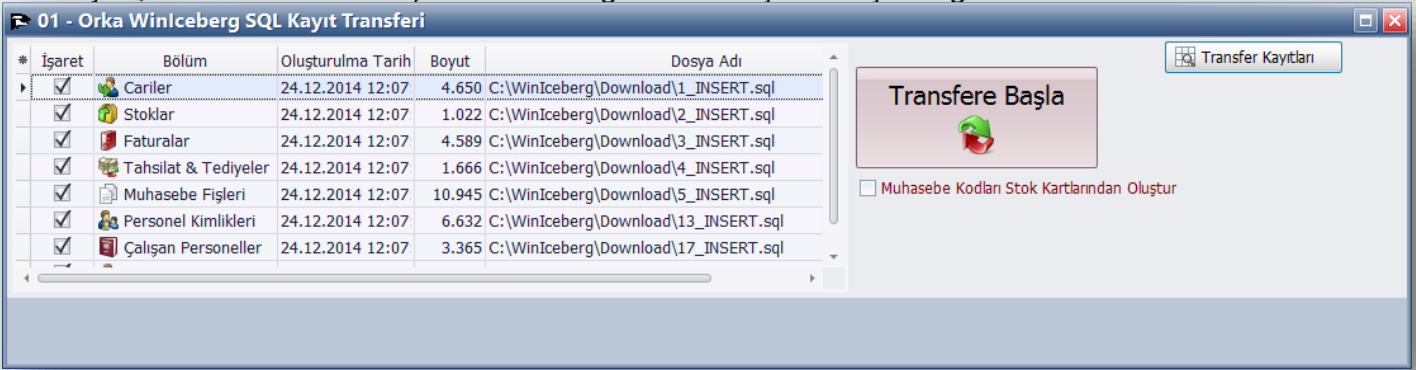 01 - Orka WinIceberg SQL Kayıt Transferi
İşaret Bölüm Oluşturulma Tarih Boyut Dosya Adı
Cariler 24.12.2014 12:07: 4.650 C:\WinIceberg\Download\1_INSERT.sql
Stoklar 24.12.2014 12:07: 1.022 C:\WinIceberg\Download\2_INSERT.sql
Faturalar 24.12.2014 12:07: 4.589 C:\WinIceberg\Download\3_INSERT.sql
Tahsilat & Tediyeler 24.12.2014 12:07: 1.666 C:\WinIceberg\Download\4_INSERT.sql
Muhasebe Fişleri 24.12.2014 12:07: 10.945 C:\WinIceberg\Download\5_INSERT.sql
Personel Kimlikleri 24.12.2014 12:07: 6.632 C:\WinIceberg\Download\13_INSERT.sql
Çalışan Personeller 24.12.2014 12:07: 3.365 C:\WinIceberg\Download\17_INSERT.sql
Transfer Kayıtları
Transfere Başla
Muhasebe Kodları Stok Kartlarından Oluştur